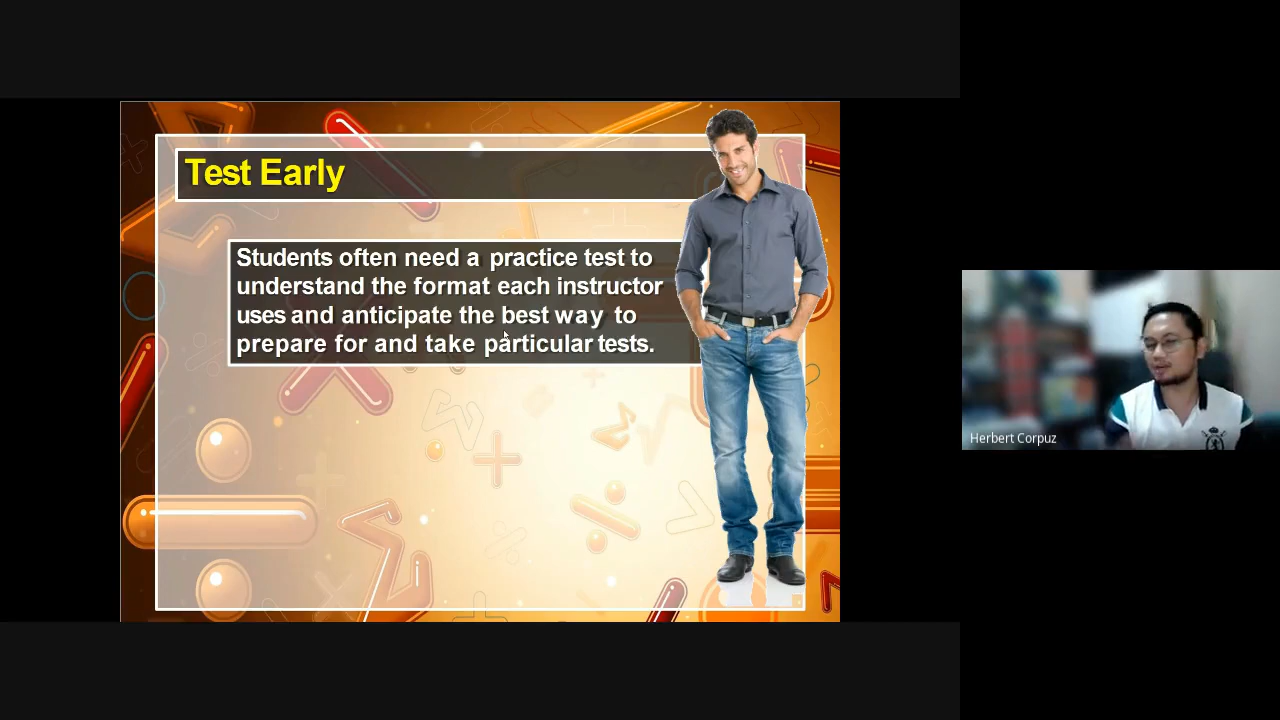 Test Early
Students often need a practice test to
understand the format each instructor
uses and anticipate the best way to
prepare for and take particular tests.
Herbert Corpuz